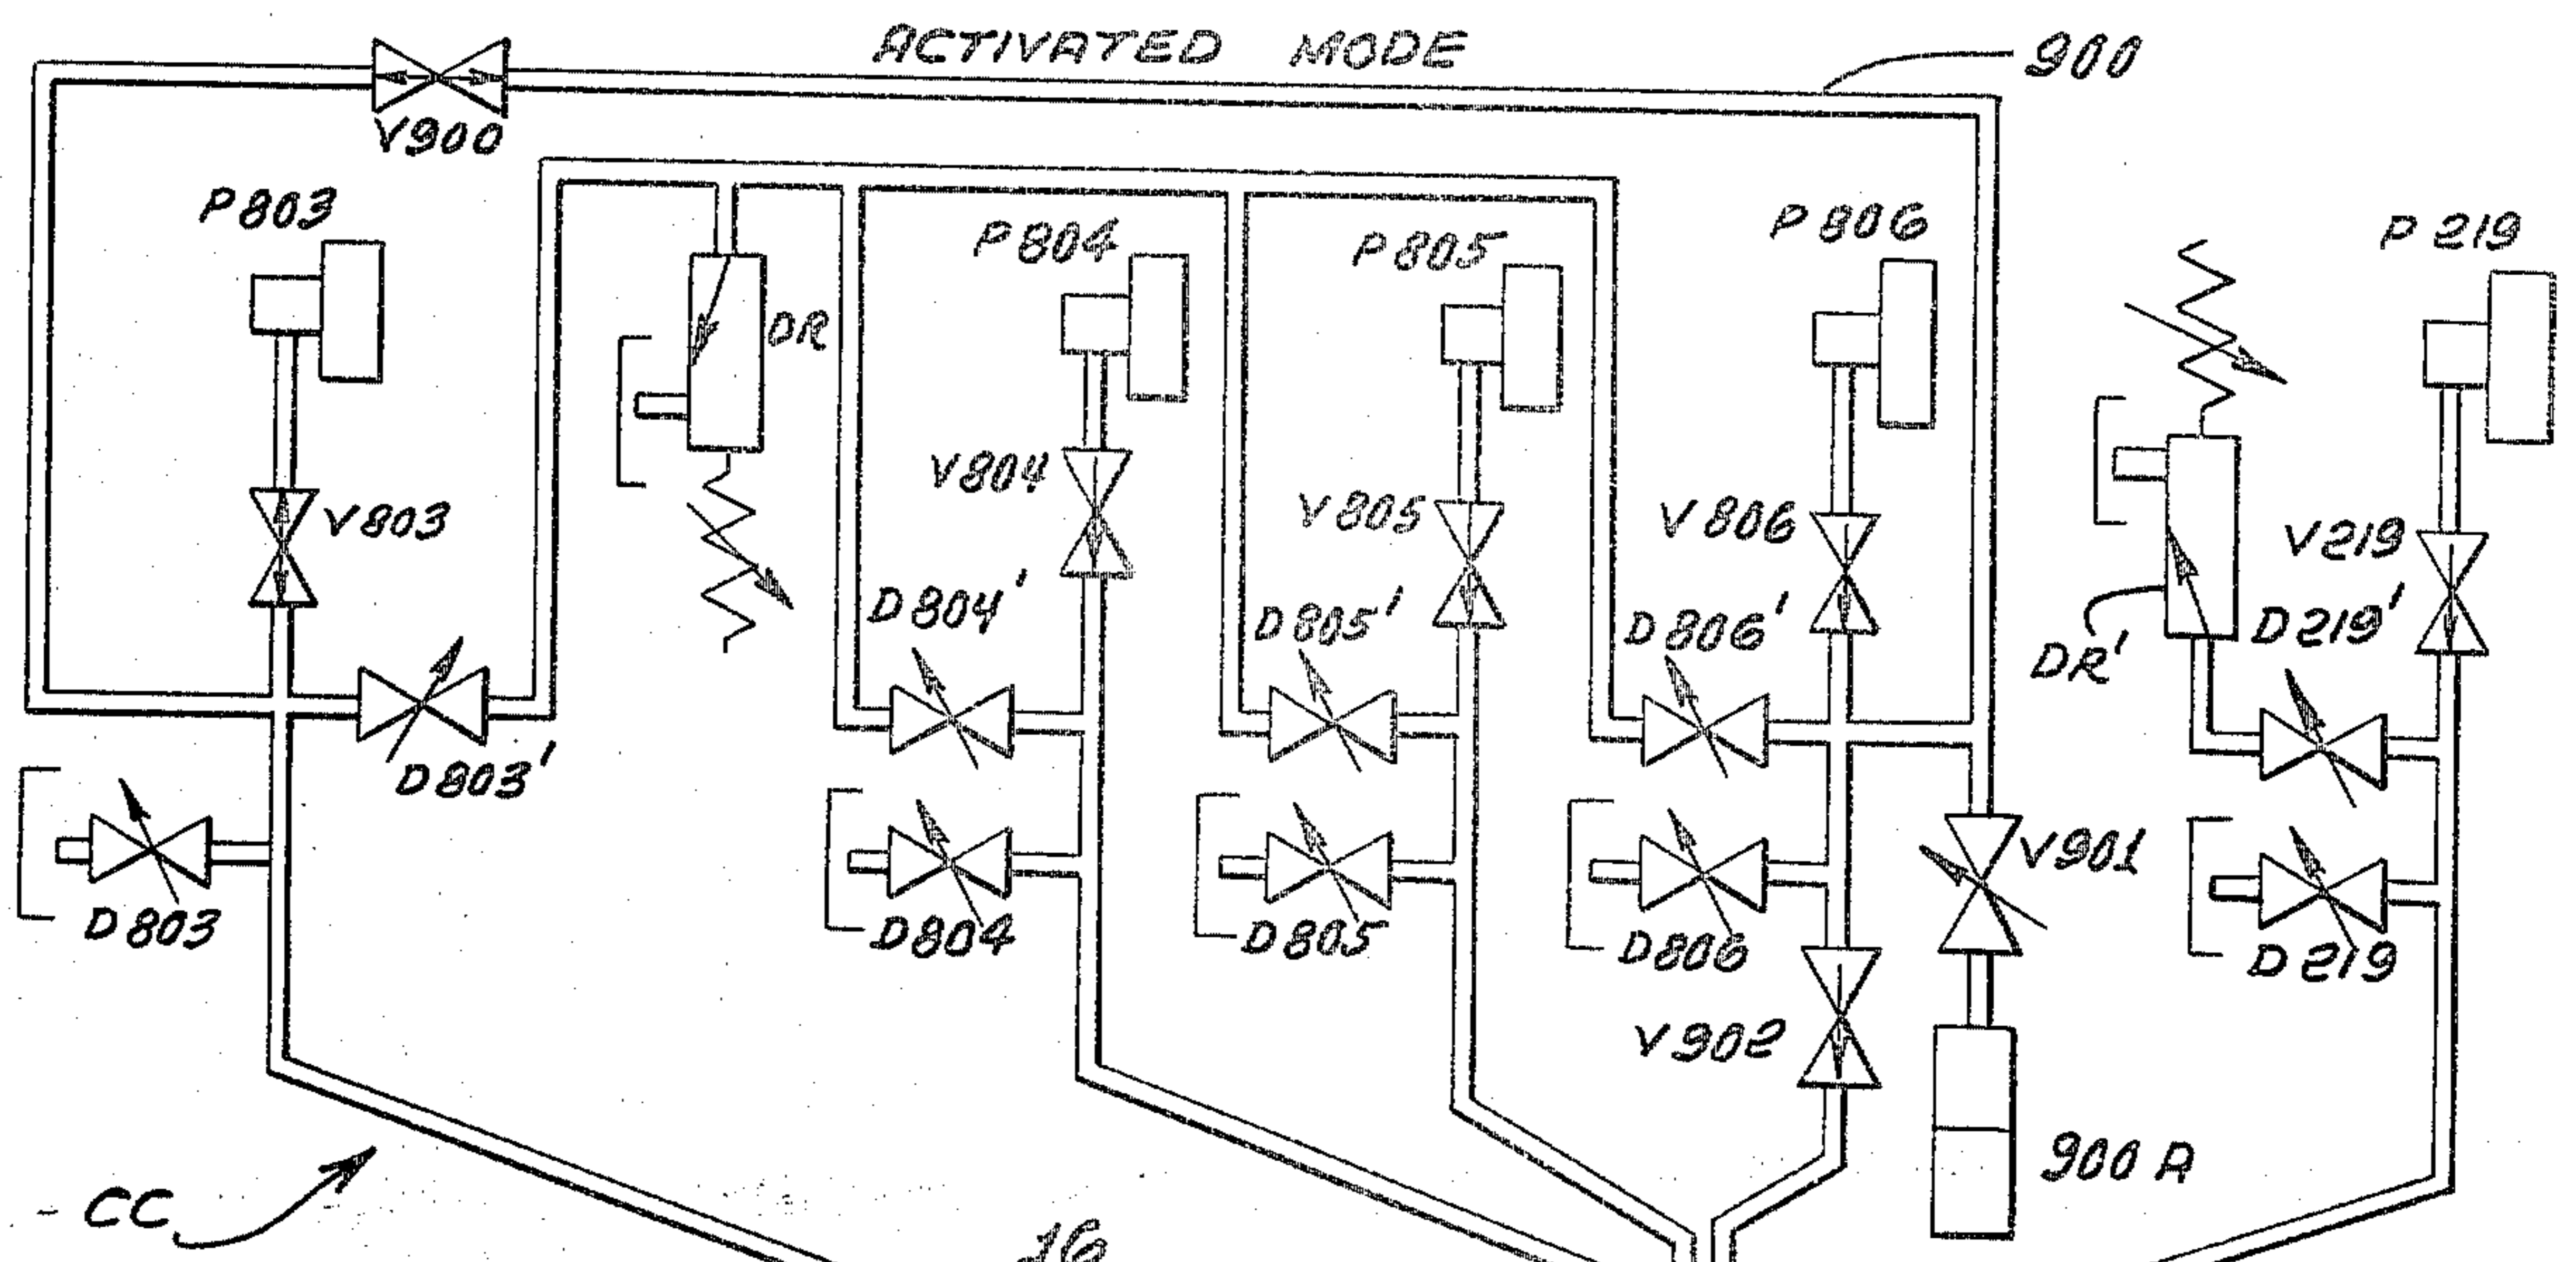 ACTIVATED MODE
900
V900
P803
P804
P805
P806
P219
DR
V804
V803
V805
V806
V219
D804'
D805'
D806'
DR'
D219'
D803'
V901
D803
D804
D805
D806
D219
V902
900A
CC
16